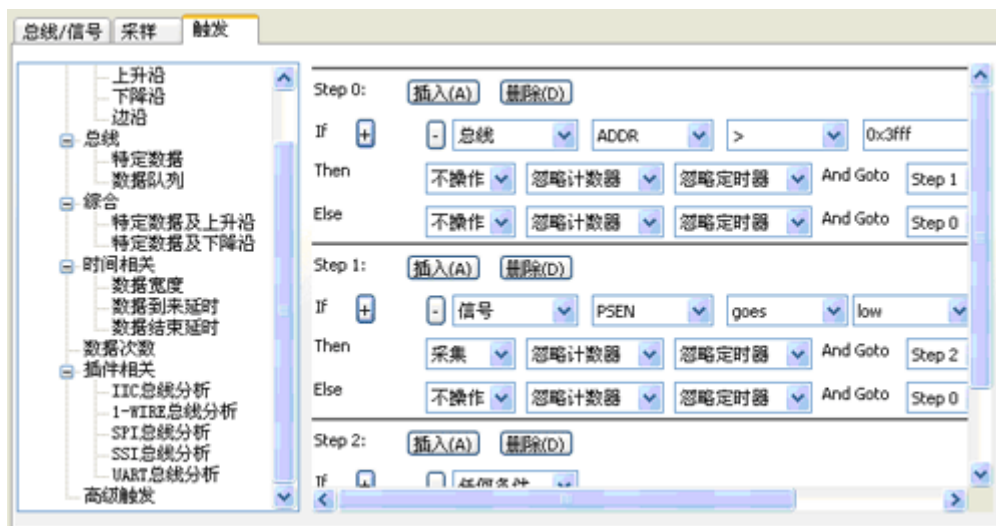 总线/信号 采样 触发
上升沿
下降沿
边沿
总线
特定数据
数据队列
综合
特定数据及上升沿
特定数据及下降沿
时间相关
数据宽度
数据到来延时
数据结束延时
数据次数
插件相关
IIC总线分析
1-WIRE总线分析
SPI总线分析
SSI总线分析
UART总线分析
高级触发
Step 0: 插入(A) 删除(D)
If + - 总线 ADDR > 0x3fff
Then 不操作 忽略计数器 忽略定时器 And Goto Step 1
Else 不操作 忽略计数器 忽略定时器 And Goto Step 0
Step 1: 插入(A) 删除(D)
If + - 信号 PSEN goes low
Then 采集 忽略计数器 忽略定时器 And Goto Step 2
Else 不操作 忽略计数器 忽略定时器 And Goto Step 0
Step 2: 插入(A) 删除(D)
If 任何条件